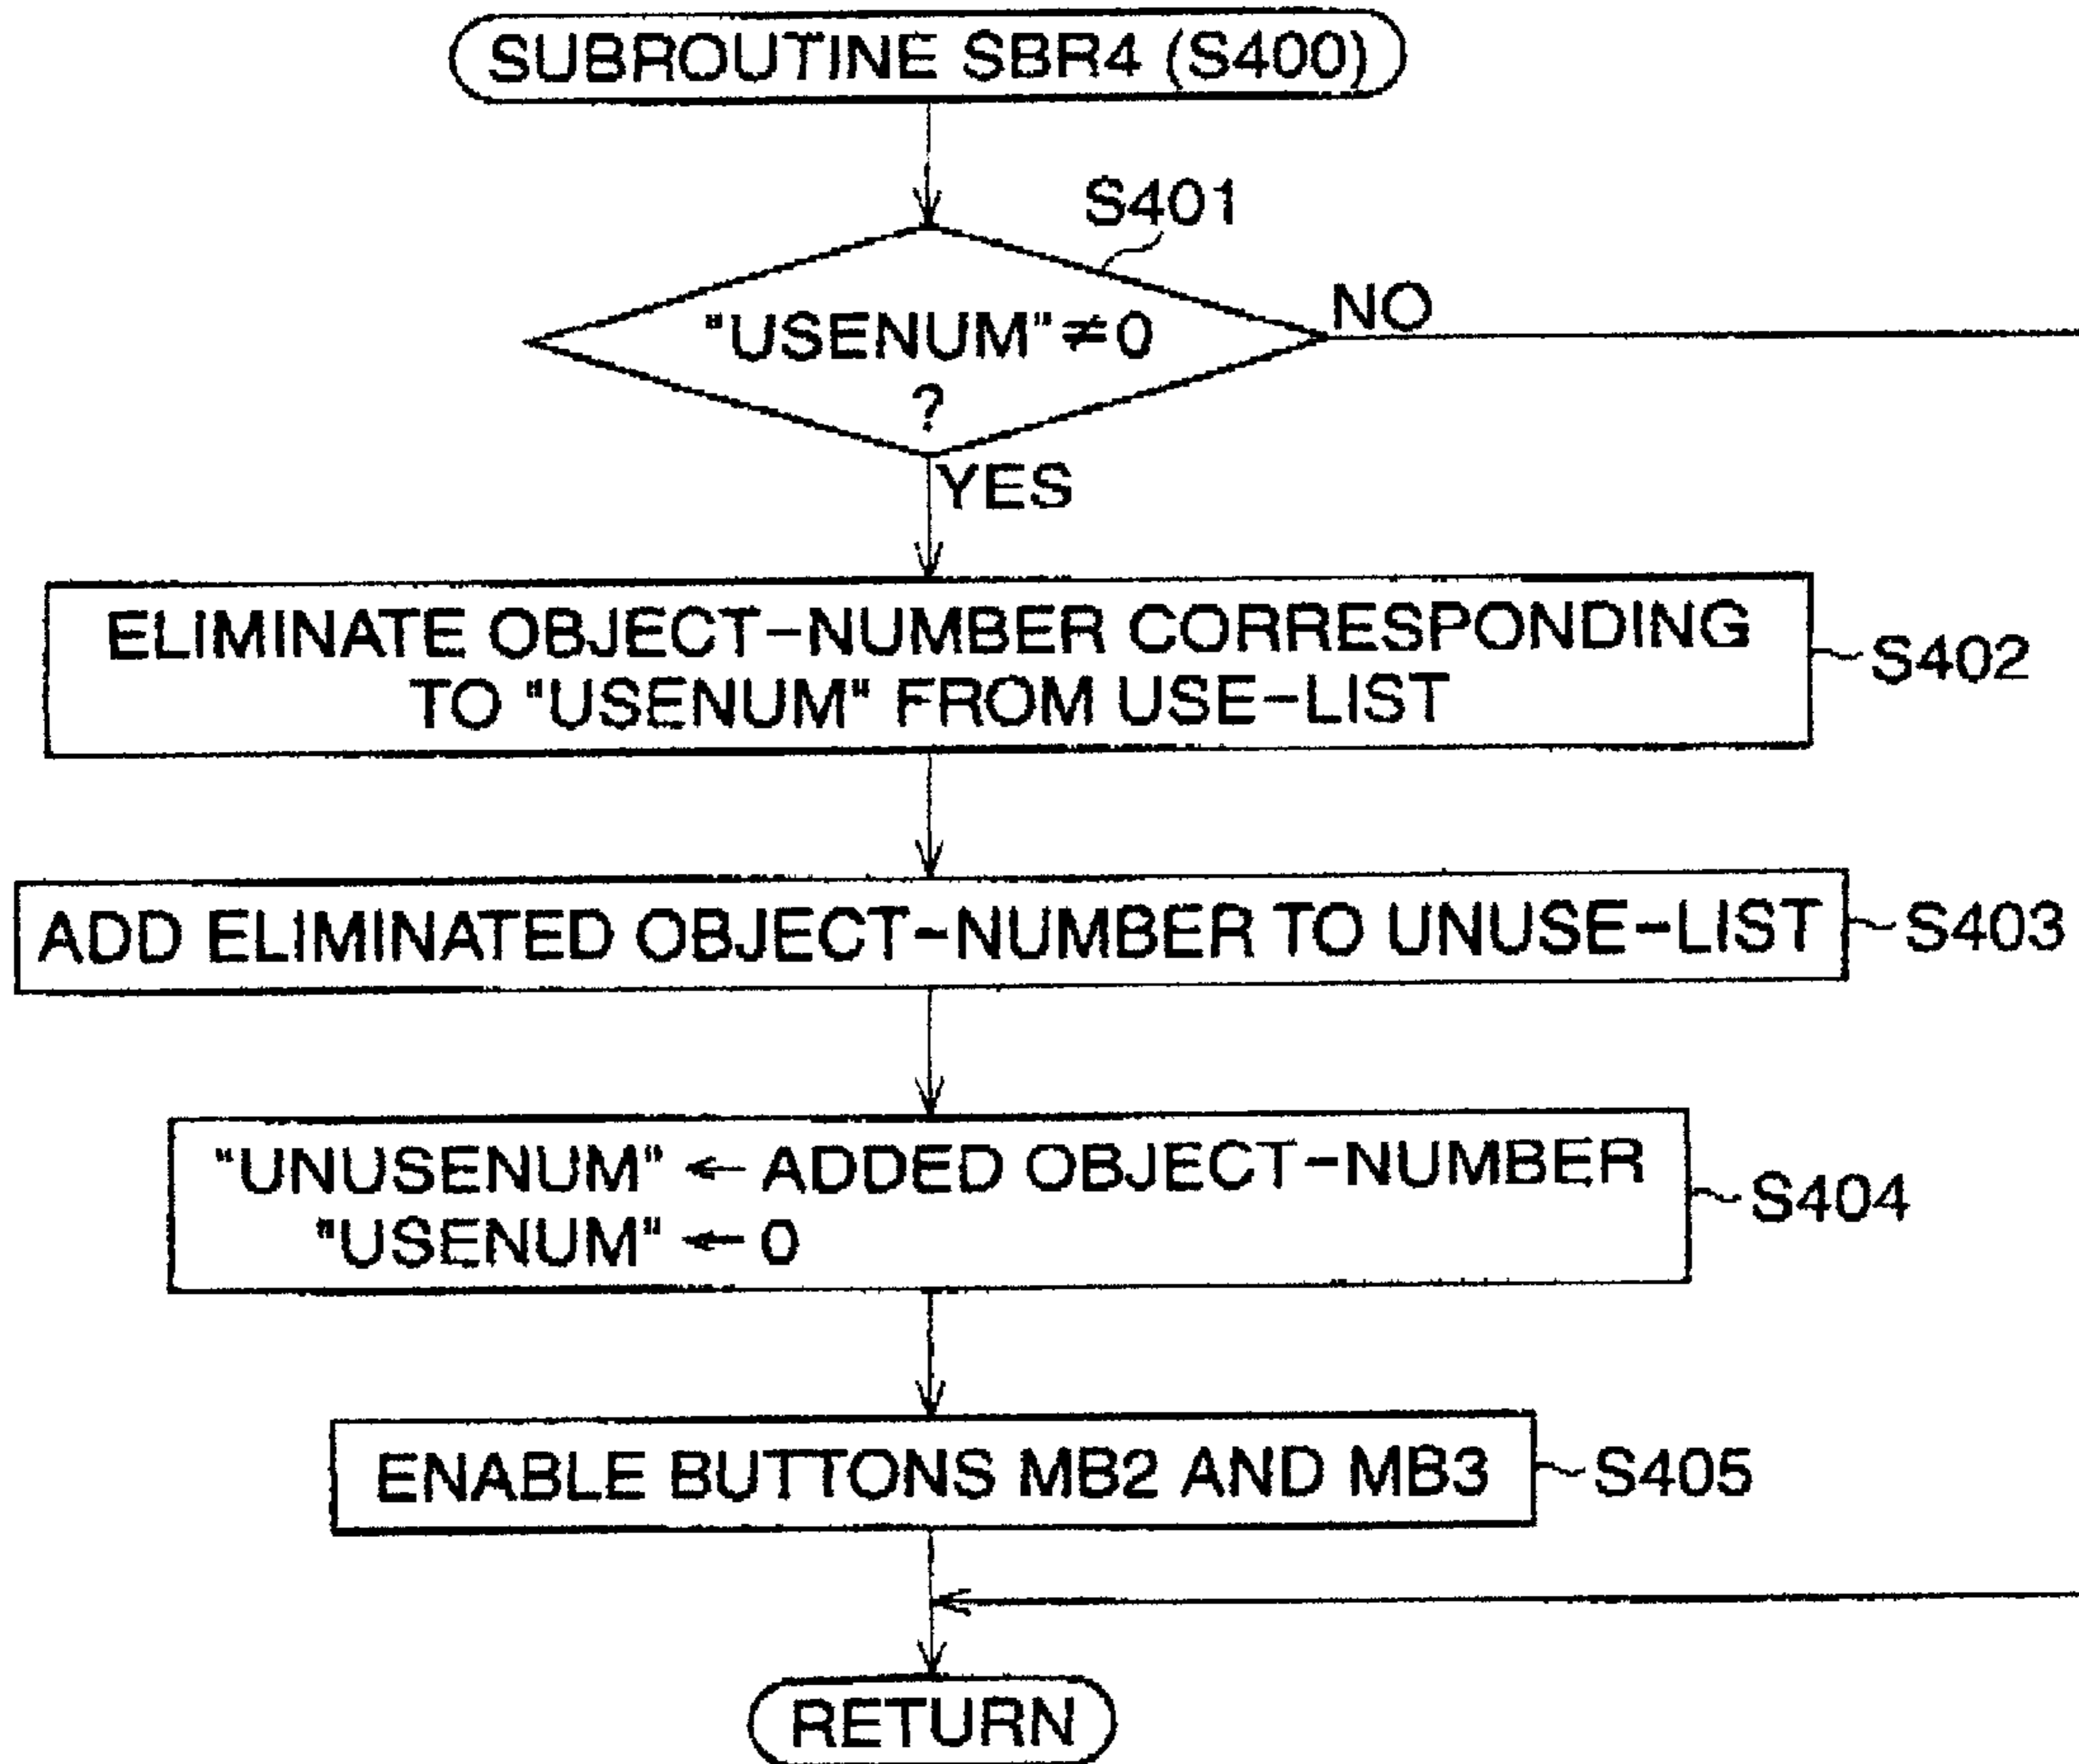 SUBROUTINE SBR4 (S400)
S401
"USENUM"≠0
?
NO
YES
ELIMINATE OBJECT-NUMBER CORRESPONDING
TO "USENUM" FROM USE-LIST
S402
ADD ELIMINATED OBJECT-NUMBER TO UNUSE-LIST
S403
"UNUSENUM" ← ADDED OBJECT-NUMBER
"USENUM" ← 0
S404
ENABLE BUTTONS MB2 AND MB3
S405
RETURN